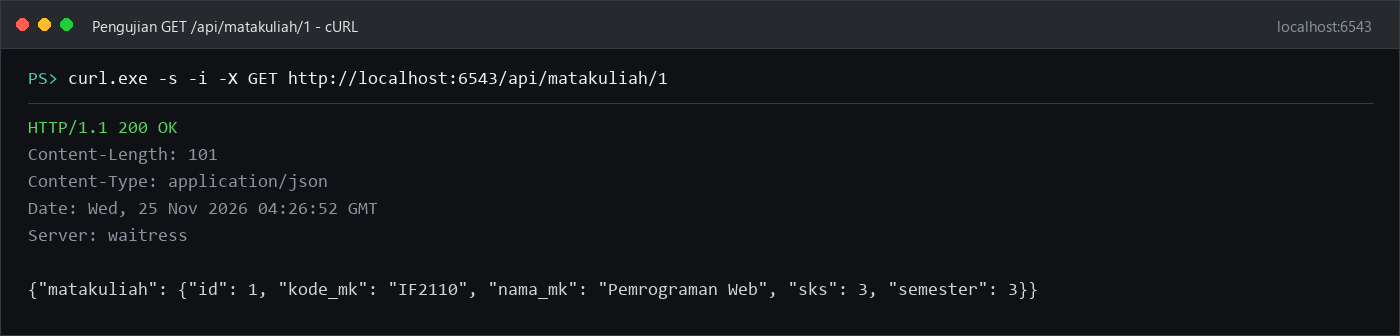 Pengujian GET /api/matakuliah/1 - cURL
localhost:6543
PS> curl.exe -s -i -X GET http://localhost:6543/api/matakuliah/1
HTTP/1.1 200 OK
Content-Length: 101
Content-Type: application/json
Date: Wed, 25 Nov 2026 04:26:52 GMT
Server: waitress
{"matakuliah": {"id": 1, "kode_mk": "IF2110", "nama_mk": "Pemrograman Web", "sks": 3, "semester": 3}}